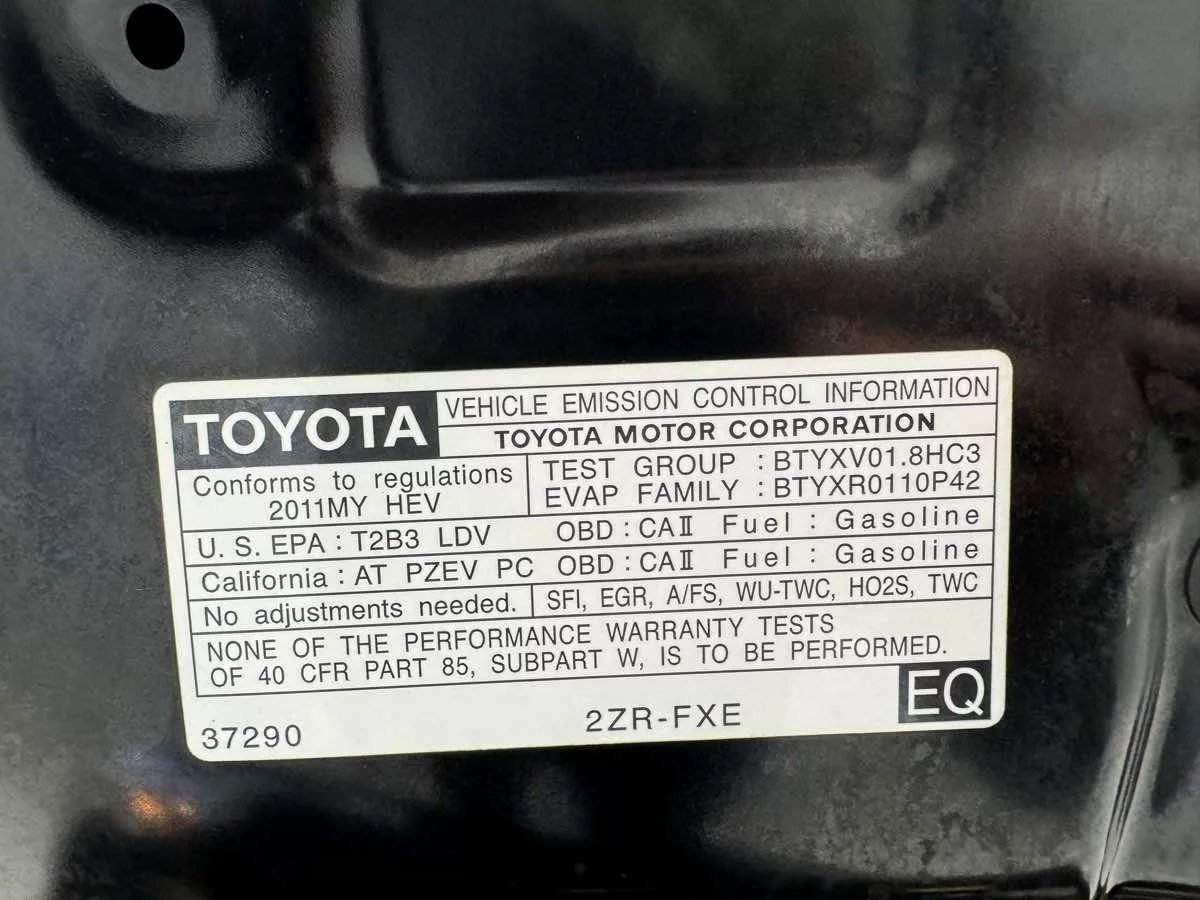 TOYOTA
VEHICLE EMISSION CONTROL INFORMATION
TOYOTA MOTOR CORPORATION
Conforms to regulations
2011MY HEV
TEST GROUP : BTYXV01.8HC3
EVAP FAMILY : BTYXR0110P42
U. S. EPA : T2B3 LDV OBD : CAⅡ Fuel : Gasoline
California : AT PZEV PC OBD : CAⅡ Fuel : Gasoline
No adjustments needed.
SFI, EGR, A/FS, WU-TWC, HO2S, TWC
NONE OF THE PERFORMANCE WARRANTY TESTS
OF 40 CFR PART 85, SUBPART W, IS TO BE PERFORMED.
37290
2ZR-FXE
EQ